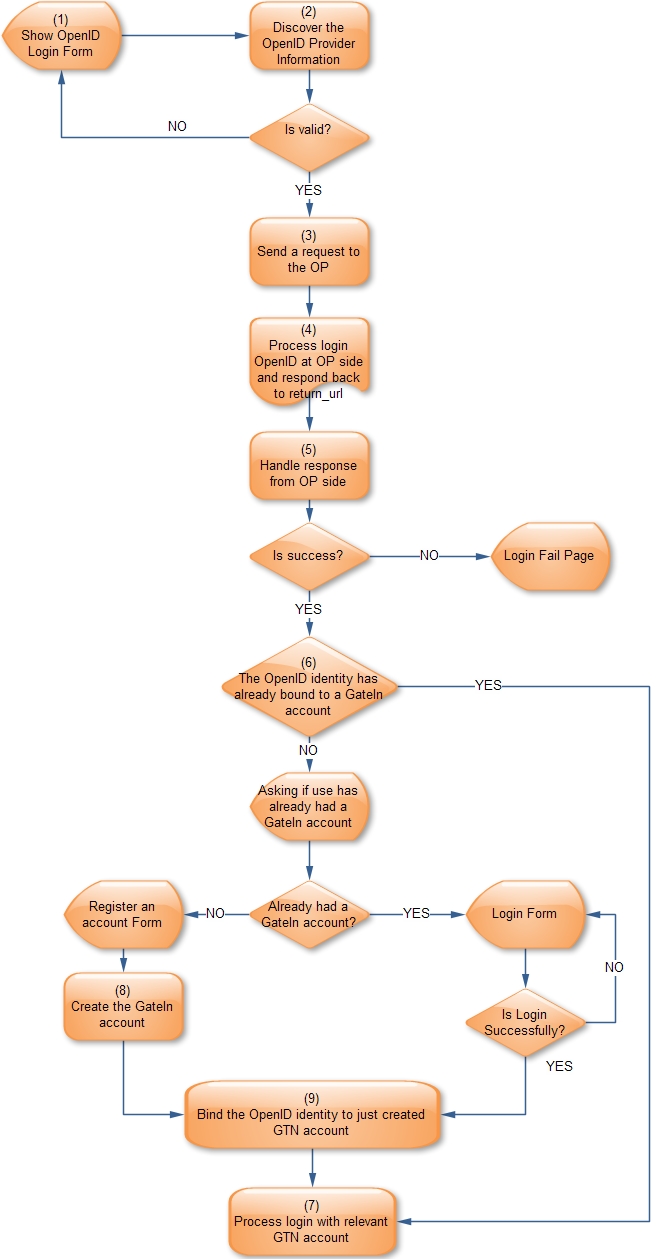 (1)
Show OpenID
Login Form
(2)
Discover the
OpenID Provider
Information
Is valid?
NO
YES
(3)
Send a request to
the OP
(4)
Process login
OpenID at OP side
and respond back
to return_url
(5)
Handle response
from OP side
Is success?
NO
Login Fail Page
YES
(6)
The OpenID identity has
already bound to a GateIn
account
YES
NO
Asking if use has
already had a
GateIn account
Already had a
GateIn account?
NO
Register an
account Form
YES
Login Form
NO
(8)
Create the GateIn
account
Is Login
Successfully?
YES
(9)
Bind the OpenID identity to just created
GTN account
(7)
Process login with relevant
GTN account